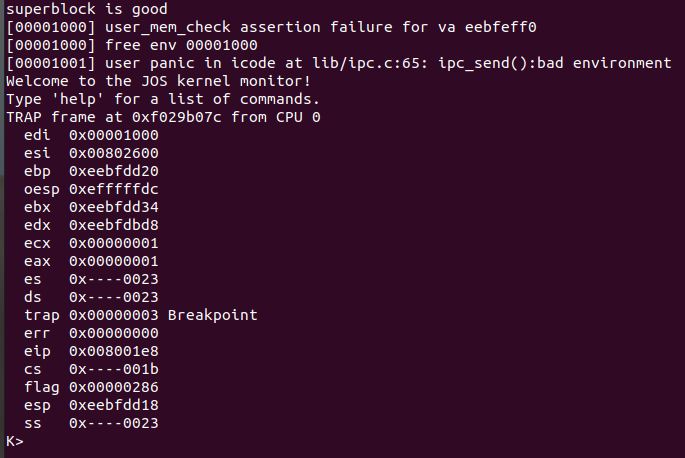 superblock is good
[00001000] user_mem_check assertion failure for va eebfeff0
[00001000] free env 00001000
[00001001] user panic in icode at lib/ipc.c:65: ipc_send():bad environment
Welcome to the JOS kernel monitor!
Type 'help' for a list of commands.
TRAP frame at 0xf029b07c from CPU 0
  edi  0x00001000
  esi  0x00802600
  ebp  0xeebfdd20
  oesp 0xefffffdc
  ebx  0xeebfdd34
  edx  0xeebfdbd8
  ecx  0x00000001
  eax  0x00000001
  es   0x----0023
  ds   0x----0023
  trap 0x00000003 Breakpoint
  err  0x00000000
  eip  0x008001e8
  cs   0x----001b
  flag 0x00000286
  esp  0xeebfdd18
  ss   0x----0023
K>